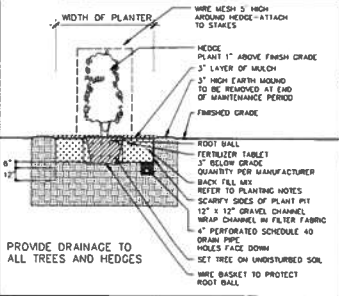 WIDTH OF PLANTER
WIRE MESH 5' HIGH
AROUND HEDGE-ATTACH
TO STAKES
HEDGE
PLANT 1" ABOVE FINISH GRADE
3" LAYER OF MULCH
3" HIGH EARTH MOUND
TO BE REMOVED AT END
OF MAINTENANCE PERIOD
FINISHED GRADE
ROOT BALL
FERTILIZER TABLET
3" BELOW GRADE
QUANTITY PER MANUFACTURER
BACK FILL MIX
REFER TO PLANTING NOTES
SCARIFY SIDES OF PLANT PIT
12" X 12" GRAVEL CHANNEL
WRAP CHANNEL IN FILTER FABRIC
4" PERFORATED SCHEDULE 40
DRAIN PIPE
HOLES FACE DOWN
SET TREE ON UNDISTURBED SOIL
WIRE BASKET TO PROTECT
ROOT BALL
6"
12"
PROVIDE DRAINAGE TO
ALL TREES AND HEDGES